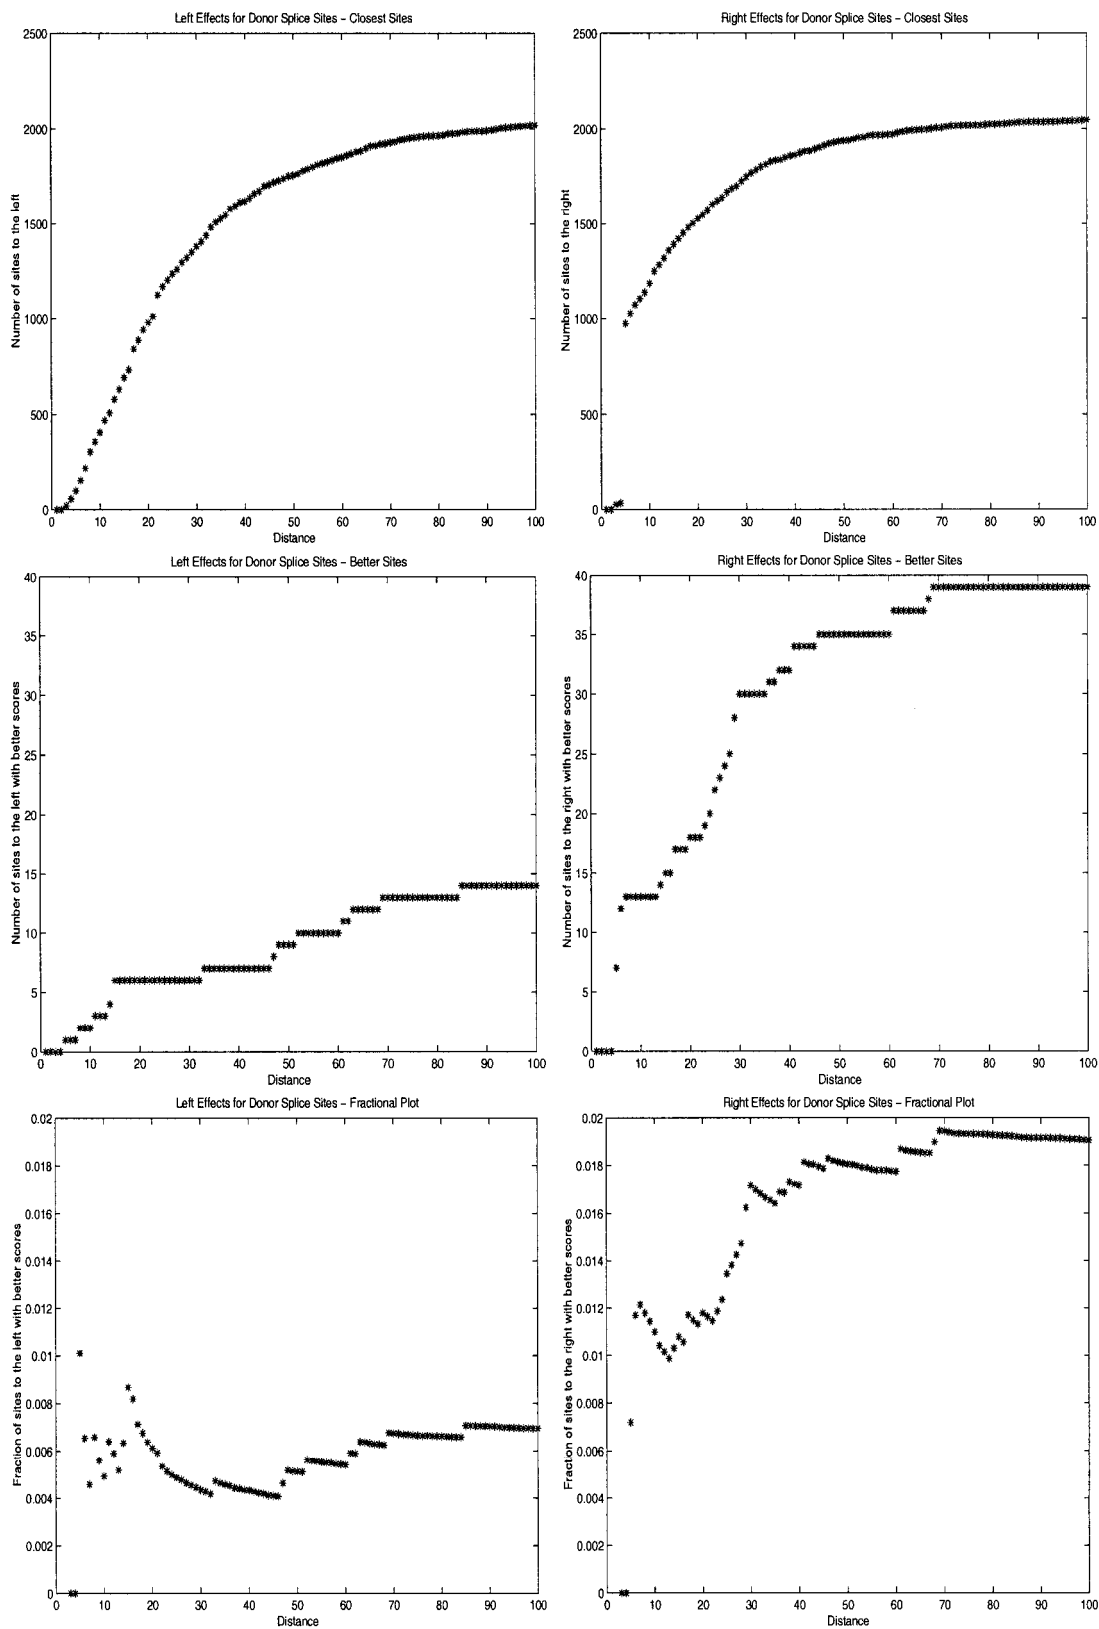 Left Effects for Donor Splice Sites – Closest Sites
2500
2000
1500
1000
500
0
Number of sites to the left
0 10 20 30 40 50 60 70 80 90 100
Distance
Right Effects for Donor Splice Sites – Closest Sites
2500
2000
1500
1000
500
0
Number of sites to the right
0 10 20 30 40 50 60 70 80 90 100
Distance
Left Effects for Donor Splice Sites – Better Sites
40
35
30
25
20
15
10
5
0
Number of sites to the left with better scores
0 10 20 30 40 50 60 70 80 90 100
Distance
Right Effects for Donor Splice Sites – Better Sites
40
35
30
25
20
15
10
5
0
Number of sites to the right with better scores
0 10 20 30 40 50 60 70 80 90 100
Distance
Left Effects for Donor Splice Sites – Fractional Plot
0.02
0.018
0.016
0.014
0.012
0.01
0.008
0.006
0.004
0.002
0
Fraction of sites to the left with better scores
0 10 20 30 40 50 60 70 80 90 100
Distance
Right Effects for Donor Splice Sites – Fractional Plot
0.02
0.018
0.016
0.014
0.012
0.01
0.008
0.006
0.004
0.002
0
Fraction of sites to the right with better scores
0 10 20 30 40 50 60 70 80 90 100
Distance